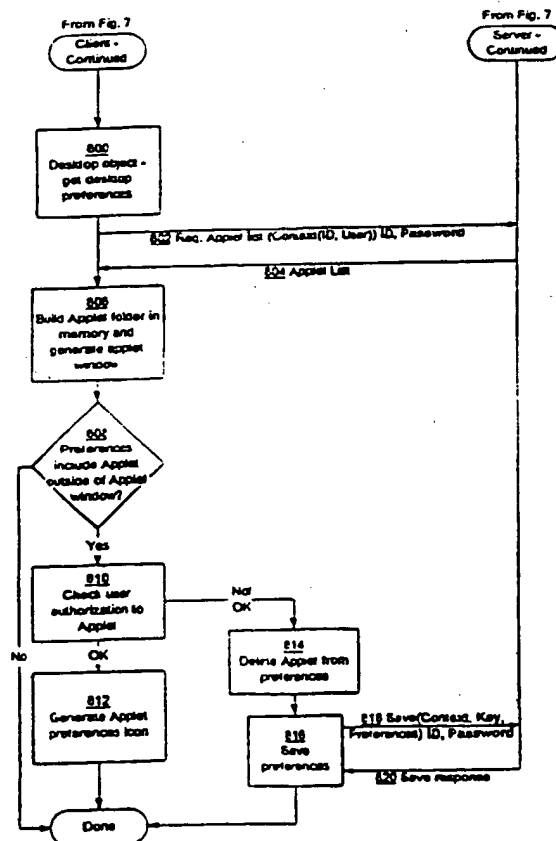 From Fig. 7
Client -
Continued
From Fig. 7
Server -
Continued
800
Desktop object -
get desktop
preferences
802 Req. Applet list (Context(ID, User)) ID, Password
804 Applet List
806
Build Applet folder in
memory and
generate applet
window
Preferences
include Applet
outside of Applet
window?
Yes
No
810
Check user
authorization to
Applet
Not
OK
OK
814
Applet from
preferences
812
Generate Applet
preferences Icon
816
Save
preferences
818 Save(Context, Key,
Preferences) ID, Password
820 Save response
Done